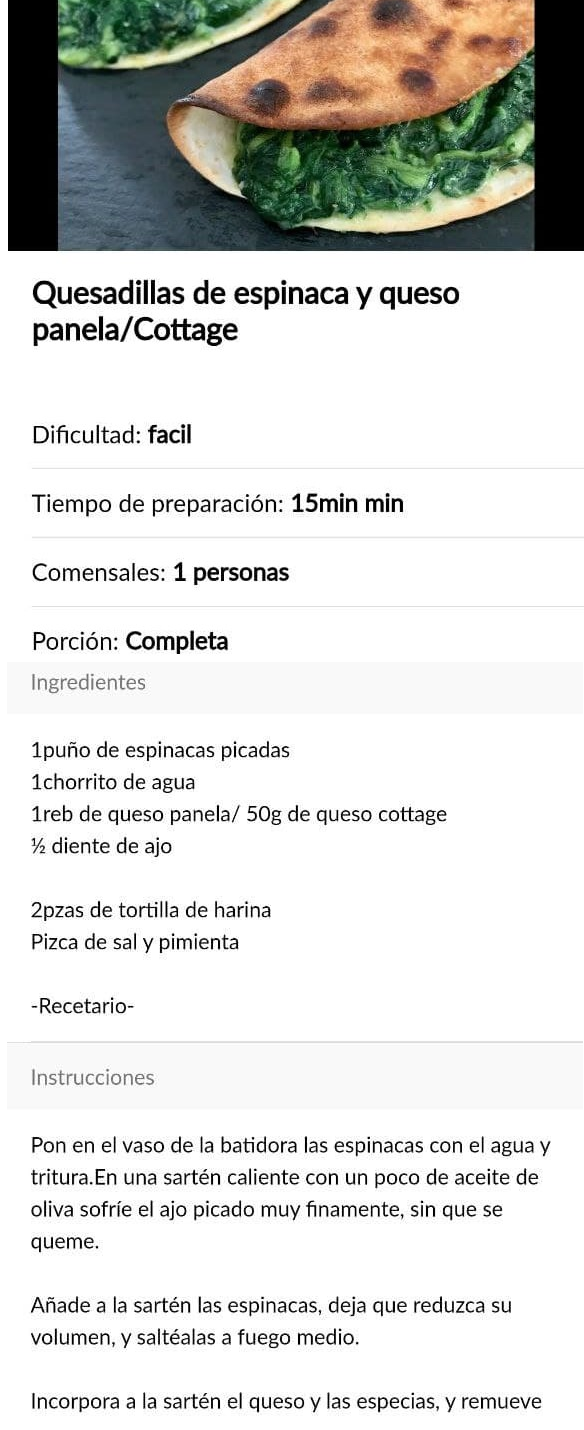 Quesadillas de espinaca y queso
panela/Cottage
Dificultad: facil
Tiempo de preparación: 15min min
Comensales: 1 personas
Porción: Completa
Ingredientes
1puño de espinacas picadas
1chorrito de agua
1reb de queso panela/ 50g de queso cottage
½ diente de ajo
2pzas de tortilla de harina
Pizca de sal y pimienta
-Recetario-
Instrucciones
Pon en el vaso de la batidora las espinacas con el agua y
tritura.En una sartén caliente con un poco de aceite de
oliva sofríe el ajo picado muy finamente, sin que se
queme.
Añade a la sartén las espinacas, deja que reduzca su
volumen, y saltéalas a fuego medio.
Incorpora a la sartén el queso y las especias, y remueve